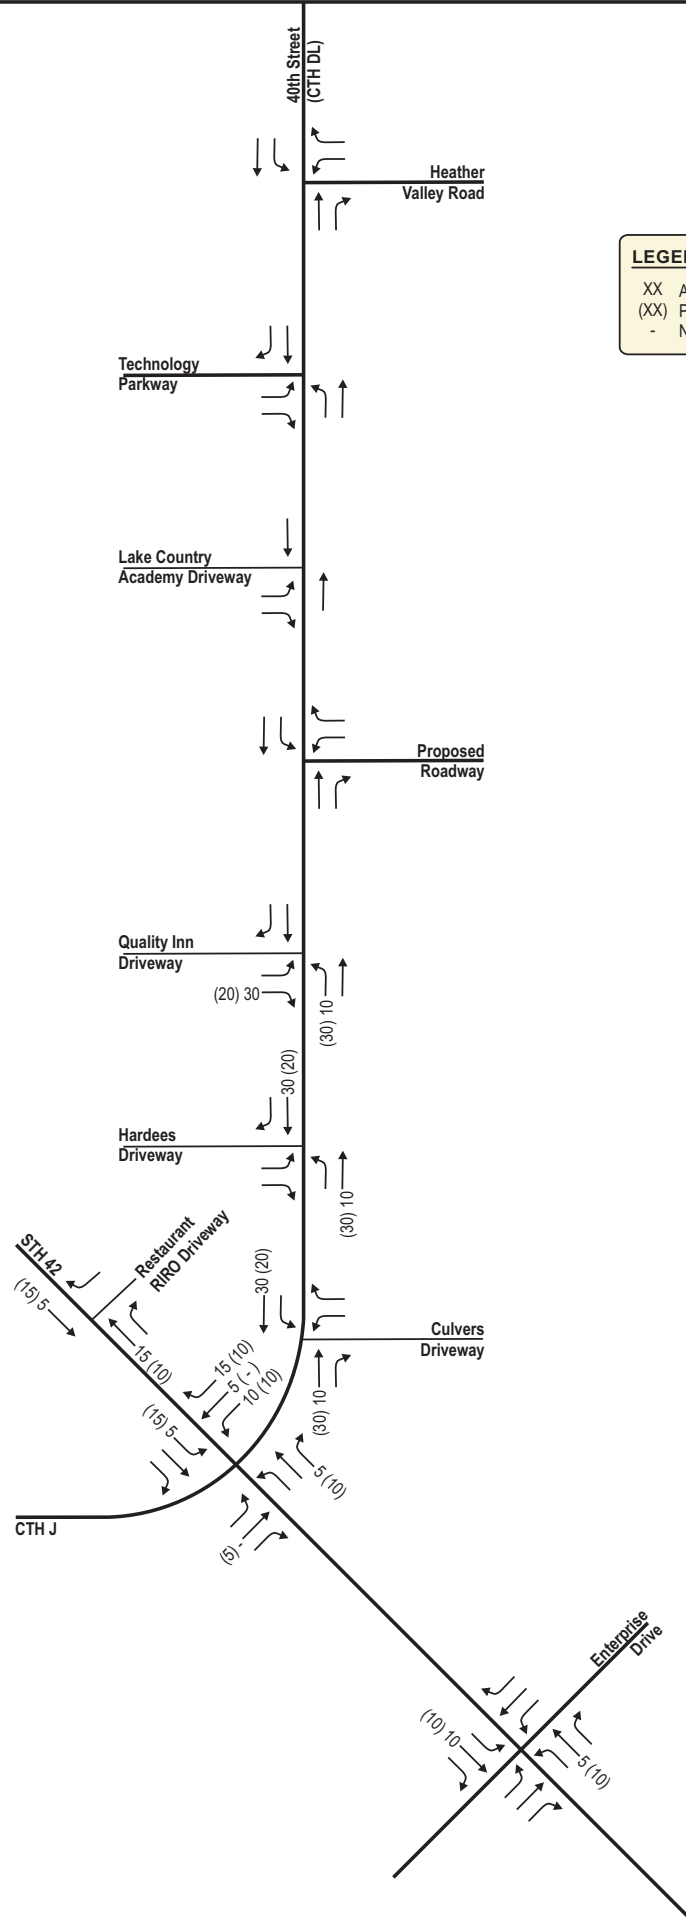 40th Street
(CTH DL)
Heather
Valley Road
XX
(XX)
-
Technology
Parkway
Lake Country
Academy Driveway
Proposed
Roadway
Quality Inn
Driveway
(20) 30
(30) 10
30 (20)
Hardees
Driveway
(30) 10
STH 42
Restaurant
RIRO Driveway
(15) 5
15 (10)
30 (20)
Culvers
Driveway
15 (10)
5 (-)
10 (10)
(30) 10
(15) 5
5 (10)
CTH J
(5) -
Enterprise
Drive
(10) 10
5 (10)